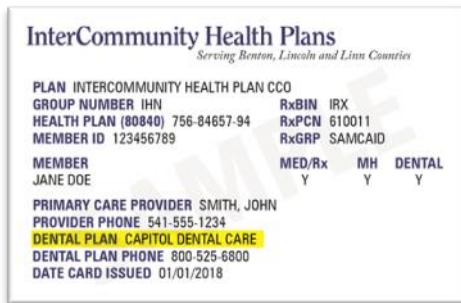 InterCommunity Health Plans
Serving Benton, Lincoln and Linn Counties
PLAN INTERCOMMUNITY HEALTH PLAN CCO
GROUP NUMBER IHN RxBIN IRX
HEALTH PLAN (80840) 756-84657-94 RxPCN 610011
MEMBER ID 123456789 RxGRP SAMCAID
MEMBER MED/Rx MH DENTAL
JANE DOE Y Y Y
PRIMARY CARE PROVIDER SMITH, JOHN
PROVIDER PHONE 541-555-1234
DENTAL PLAN CAPITOL DENTAL CARE
DENTAL PLAN PHONE 800-525-6800
DATE CARD ISSUED 01/01/2018
SAMPLE